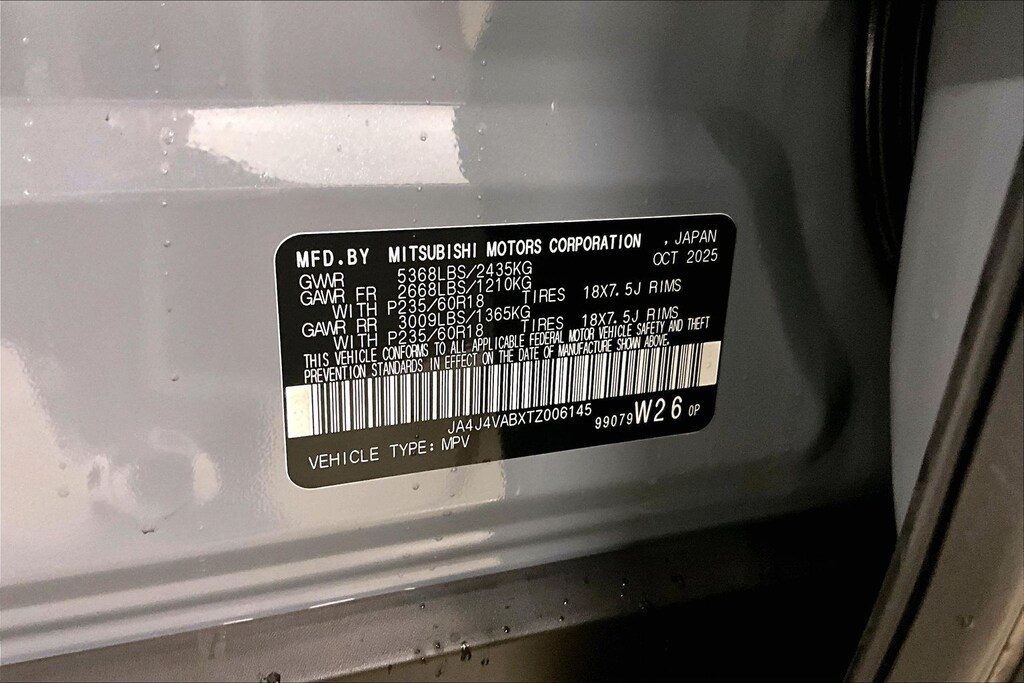 MFD.BY MITSUBISHI MOTORS CORPORATION , JAPAN
GVWR 5368LBS/2435KG OCT 2025
GAWR FR 2668LBS/1210KG
WITH P235/60R18 TIRES 18X7.5J RIMS
GAWR RR 3009LBS/1365KG
WITH P235/60R18 TIRES 18X7.5J RIMS
THIS VEHICLE CONFORMS TO ALL APPLICABLE FEDERAL MOTOR VEHICLE SAFETY AND THEFT
PREVENTION STANDARDS IN EFFECT ON THE DATE OF MANUFACTURE SHOWN ABOVE.
JA4J4VABXTZ006145 99079 W26 OP
VEHICLE TYPE: MPV